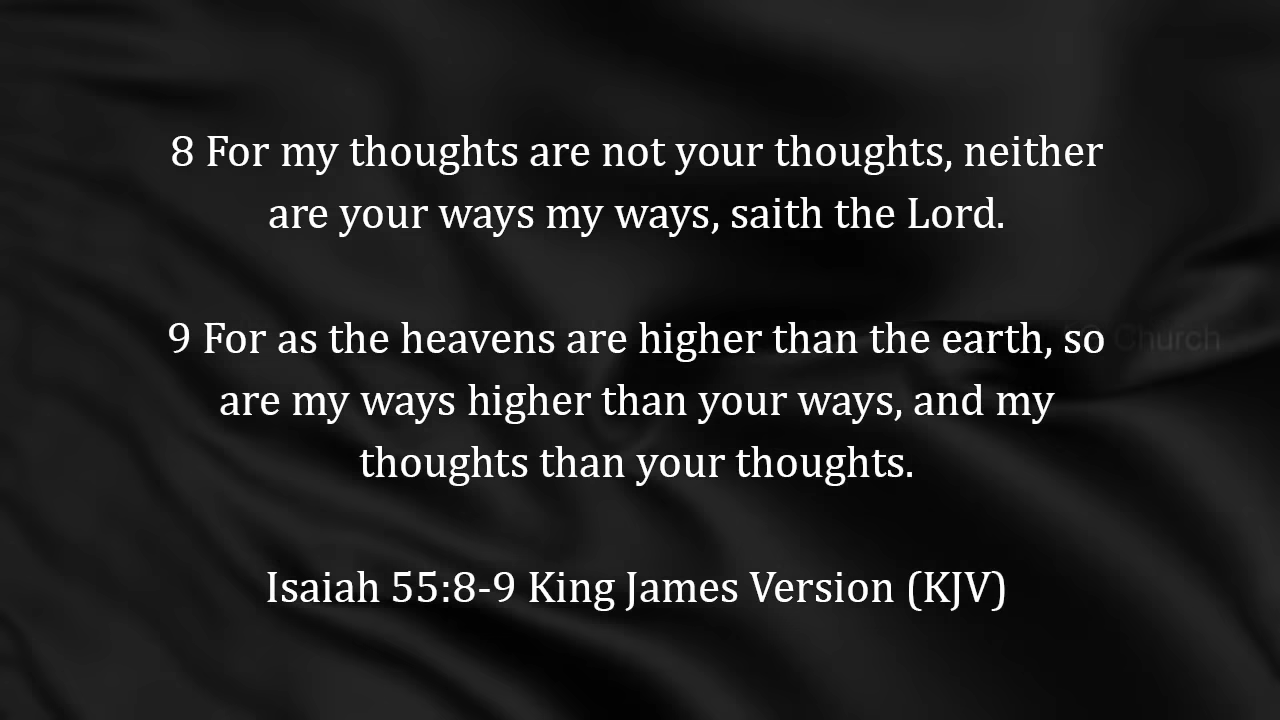 8 For my thoughts are not your thoughts, neither
are your ways my ways, saith the Lord.
9 For as the heavens are higher than the earth, so
are my ways higher than your ways, and my
thoughts than your thoughts.
Isaiah 55:8-9 King James Version (KJV)
Church